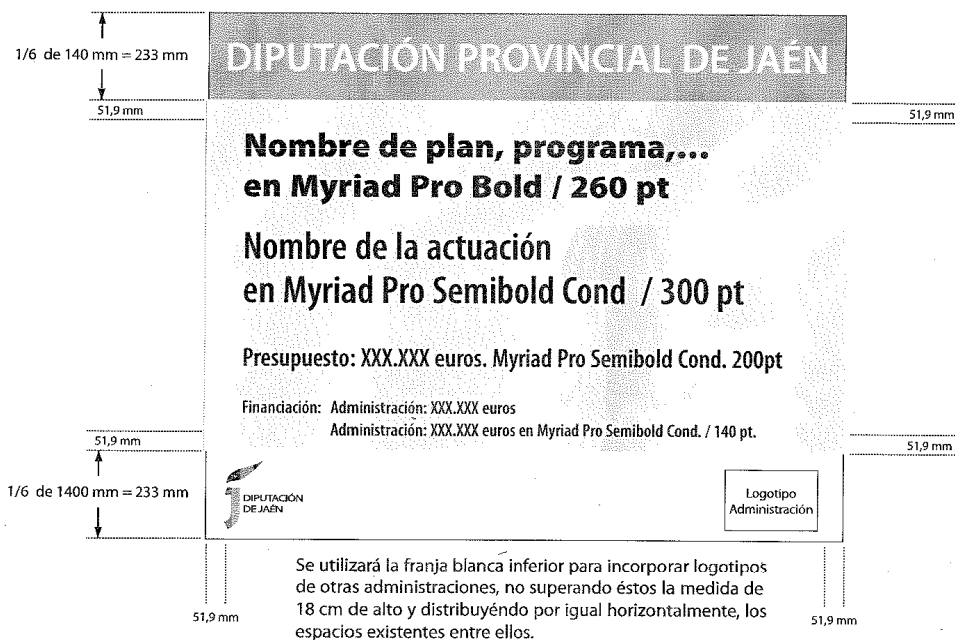 1/6 de 140 mm = 233 mm
DIPUTACIÓN PROVINCIAL DE JAÉN
51,9 mm
51,9 mm
Nombre de plan, programa,...
en Myriad Pro Bold / 260 pt
Nombre de la actuación
en Myriad Pro Semibold Cond / 300 pt
Presupuesto: XXX.XXX euros. Myriad Pro Semibold Cond. 200pt
Financiación: Administración: XXX.XXX euros
Administración: XXX.XXX euros en Myriad Pro Semibold Cond. / 140 pt.
51,9 mm
51,9 mm
1/6 de 1400 mm = 233 mm
DIPUTACIÓN
DE JAÉN
Logotipo
Administración
Se utilizará la franja blanca inferior para incorporar logotipos
de otras administraciones, no superando éstos la medida de
18 cm de alto y distribuyéndo por igual horizontalmente, los
espacios existentes entre ellos.
51,9 mm
51,9 mm